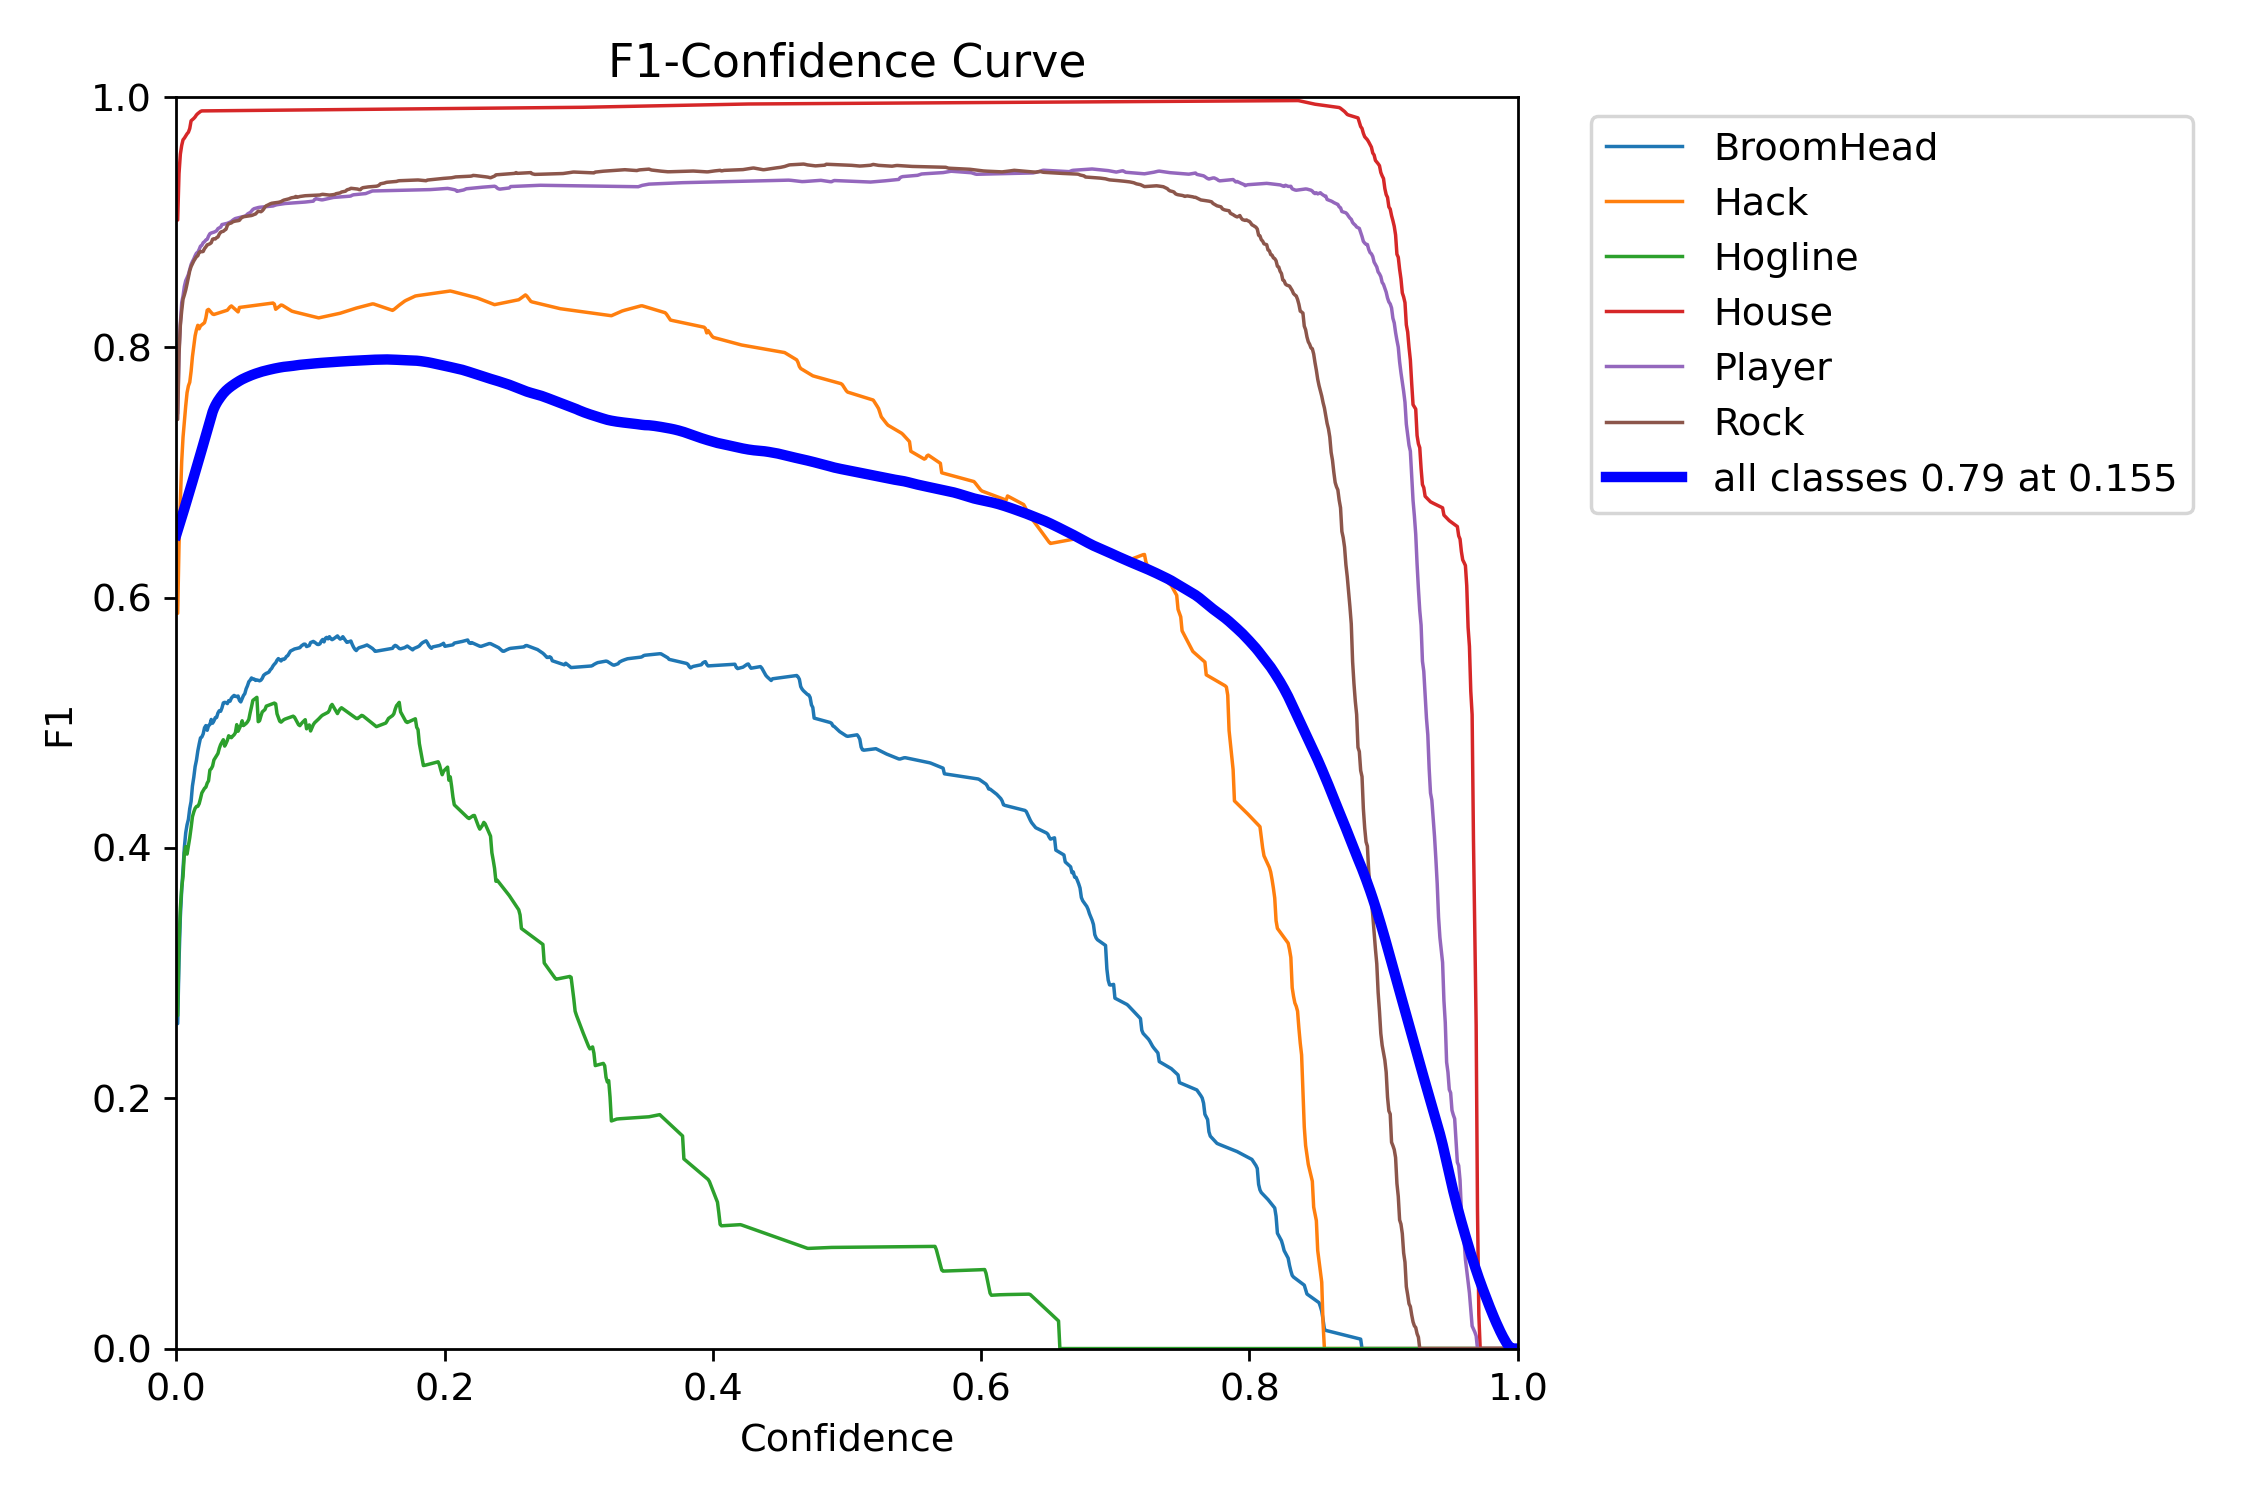 F1-Confidence Curve
1.0
0.8
0.6
0.4
0.2
0.0
F1
0.0 0.2 0.4 0.6 0.8 1.0
Confidence
BroomHead
Hack
Hogline
House
Player
Rock
all classes 0.79 at 0.155